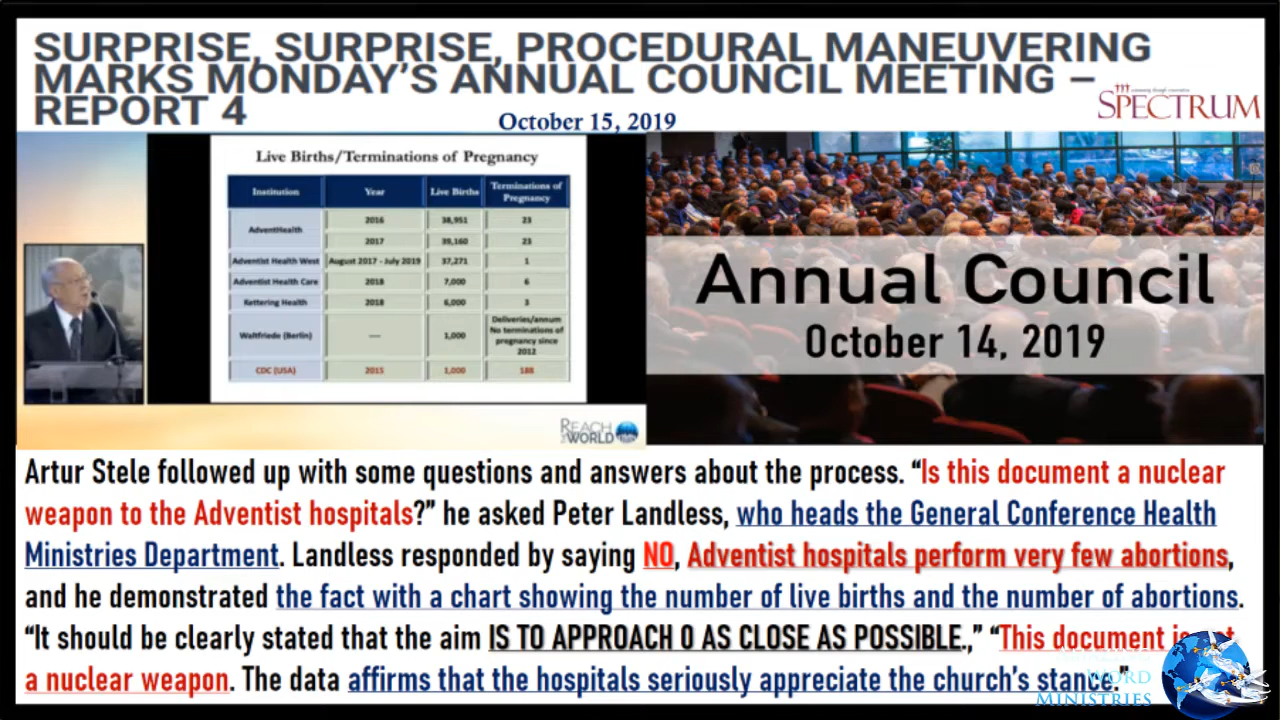 SURPRISE, SURPRISE, PROCEDURAL MANEUVERING
MARKS MONDAY'S ANNUAL COUNCIL MEETING –
REPORT 4
October 15, 2019
SPECTRUM
Live Births/Terminations of Pregnancy
Institution Year Live Births Terminations of Pregnancy
AdventHealth 2016 38,951 23
2017 39,160 23
Adventist Health West August 2017 - July 2019 37,271 1
Adventist Health Care 2018 7,000 6
Kettering Health 2018 6,000 3
Waltfriede (Berlin) --- 1,000 Deliveries/annum No terminations of pregnancy since 2012
CDC (USA) 2015 1,000 188
REACH
WORLD
Annual Council
October 14, 2019
Artur Stele followed up with some questions and answers about the process. “Is this document a nuclear
weapon to the Adventist hospitals?” he asked Peter Landless, who heads the General Conference Health
Ministries Department. Landless responded by saying NO, Adventist hospitals perform very few abortions,
and he demonstrated the fact with a chart showing the number of live births and the number of abortions.
“It should be clearly stated that the aim IS TO APPROACH 0 AS CLOSE AS POSSIBLE.,” “This document is
a nuclear weapon. The data affirms that the hospitals seriously appreciate the church’s stance.”
WORD
MINISTRIES